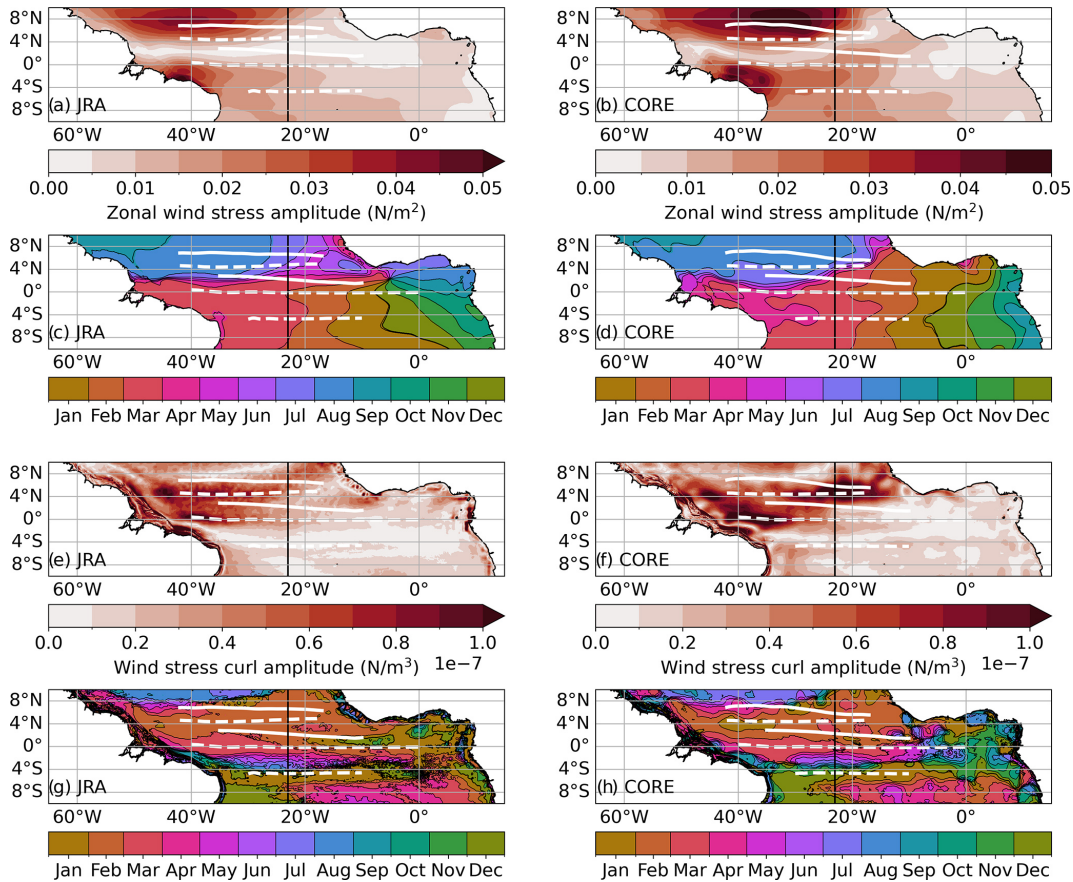 8°N
4°N
0°
4°S
8°S
(a) JRA
60°W 40°W 20°W 0°
0.00 0.01 0.02 0.03 0.04 0.05
Zonal wind stress amplitude (N/m²)
8°N
4°N
0°
4°S
8°S
(b) CORE
60°W 40°W 20°W 0°
0.00 0.01 0.02 0.03 0.04 0.05
Zonal wind stress amplitude (N/m²)
8°N
4°N
0°
4°S
8°S
(c) JRA
60°W 40°W 20°W 0°
Jan Feb Mar Apr May Jun Jul Aug Sep Oct Nov Dec
8°N
4°N
0°
4°S
8°S
(d) CORE
60°W 40°W 20°W 0°
Jan Feb Mar Apr May Jun Jul Aug Sep Oct Nov Dec
8°N
4°N
0°
4°S
8°S
(e) JRA
60°W 40°W 20°W 0°
0.0 0.2 0.4 0.6 0.8 1.0
Wind stress curl amplitude (N/m³) 1e-7
8°N
4°N
0°
4°S
8°S
(f) CORE
60°W 40°W 20°W 0°
0.0 0.2 0.4 0.6 0.8 1.0
Wind stress curl amplitude (N/m³) 1e-7
8°N
4°N
0°
4°S
8°S
(g) JRA
60°W 40°W 20°W 0°
Jan Feb Mar Apr May Jun Jul Aug Sep Oct Nov Dec
8°N
4°N
0°
4°S
8°S
(h) CORE
60°W 40°W 20°W 0°
Jan Feb Mar Apr May Jun Jul Aug Sep Oct Nov Dec